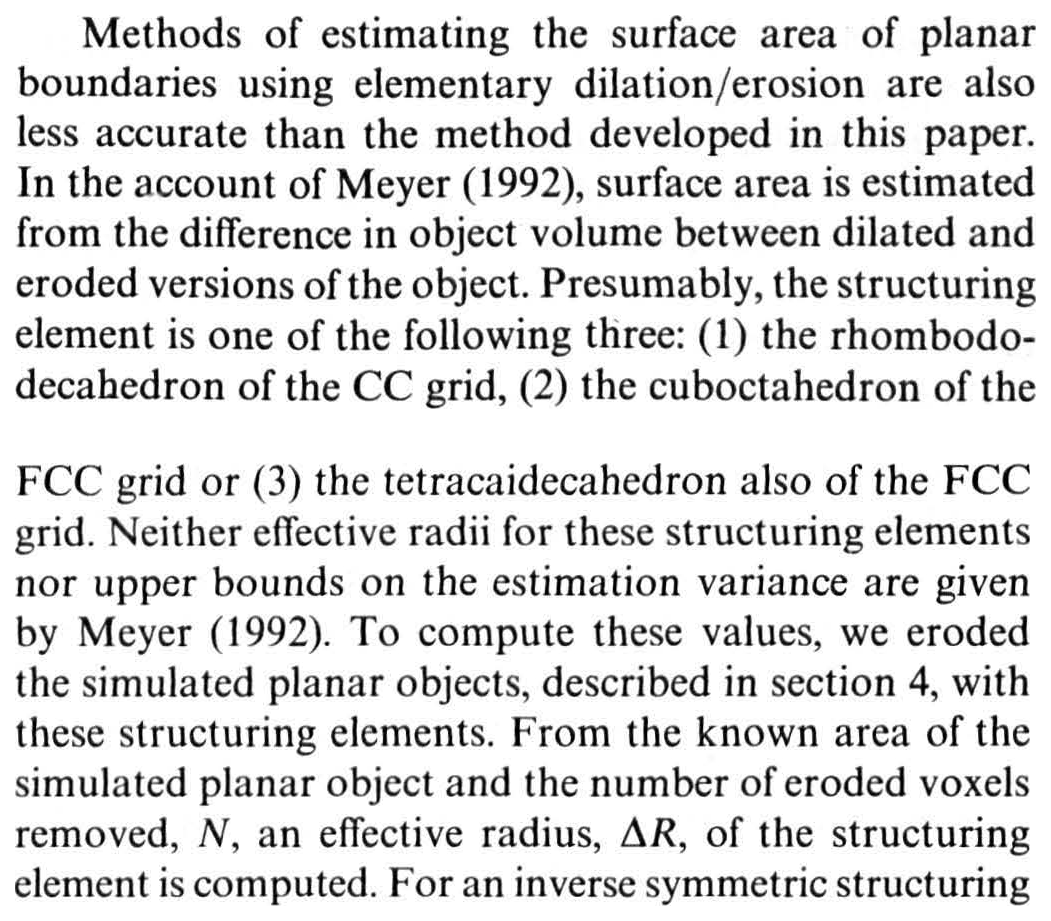 Methods of estimating the surface area of planar
boundaries using elementary dilation/erosion are also
less accurate than the method developed in this paper.
In the account of Meyer (1992), surface area is estimated
from the difference in object volume between dilated and
eroded versions of the object. Presumably, the structuring
element is one of the following three: (1) the rhombodo-
decahedron of the CC grid, (2) the cuboctahedron of the
FCC grid or (3) the tetracaidecahedron also of the FCC
grid. Neither effective radii for these structuring elements
nor upper bounds on the estimation variance are given
by Meyer (1992). To compute these values, we eroded
the simulated planar objects, described in section 4, with
these structuring elements. From the known area of the
simulated planar object and the number of eroded voxels
removed, N, an effective radius, ΔR, of the structuring
element is computed. For an inverse symmetric structuring